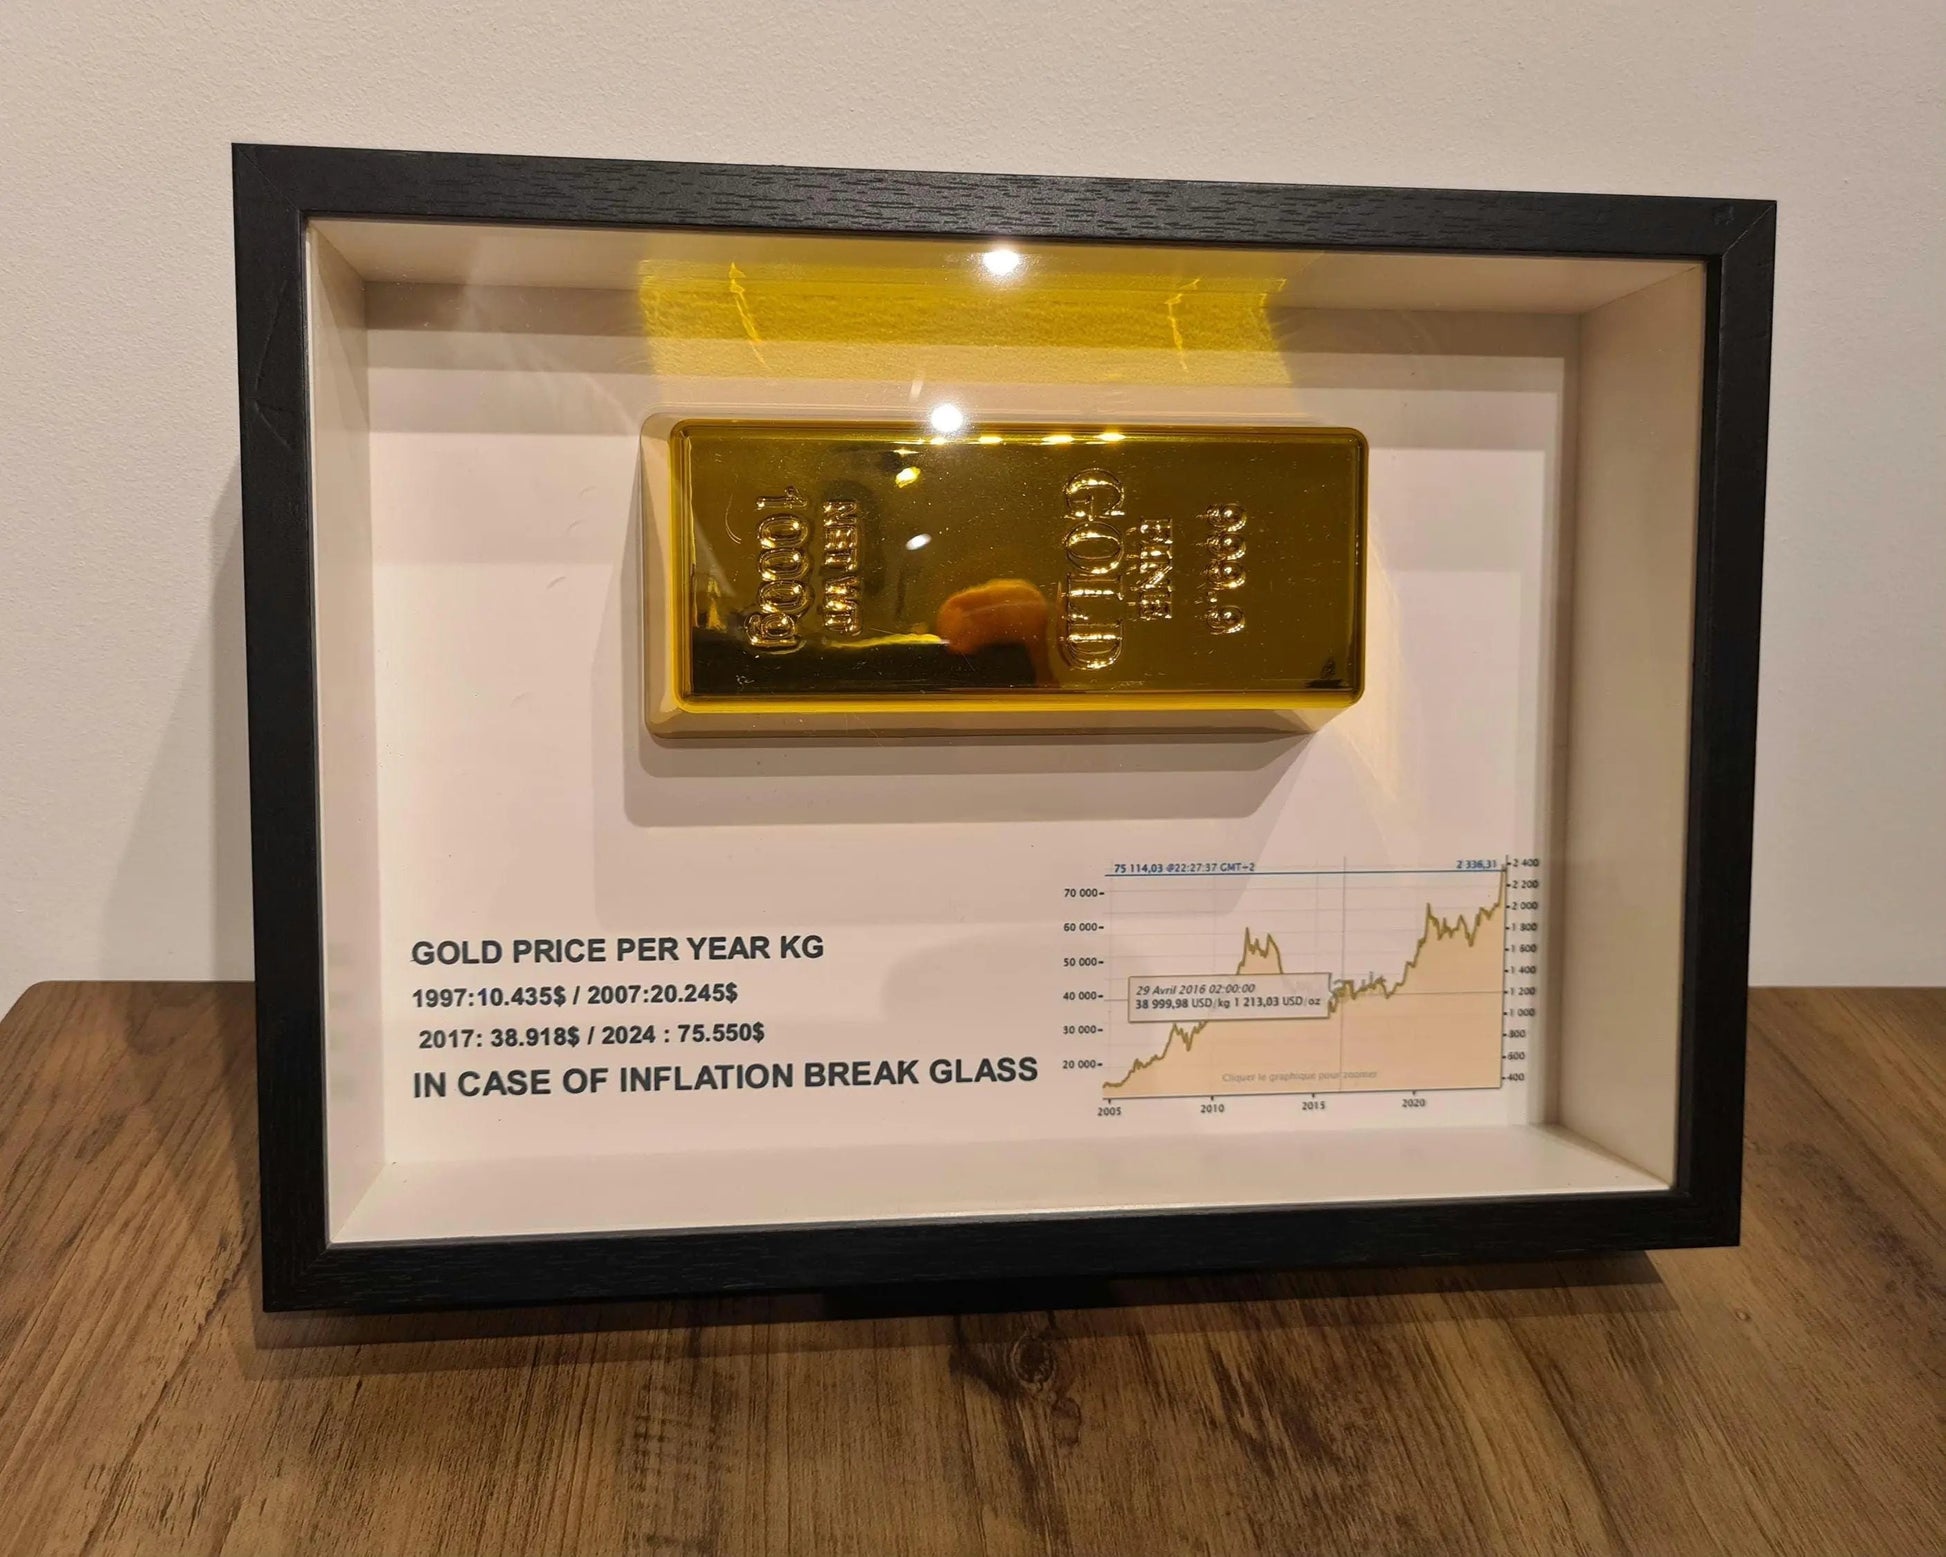 999.9
FINE
GOLD
NET WT
1000g
GOLD PRICE PER YEAR KG
1997:10.435$ / 2007:20.245$
2017: 38.918$ / 2024 : 75.550$
IN CASE OF INFLATION BREAK GLASS
75 114,03 @22:27:37 GMT+2
2 336,31
2 400
70 000
2 200
2 000
60 000
1 800
1 600
50 000
1 400
29 Avril 2016 02:00:00
38 999,98 USD/kg 1 213,03 USD/oz
40 000
1 200
1 000
30 000
800
600
20 000
400
Cliquer le graphique pour zoomer
2005 2010 2015 2020